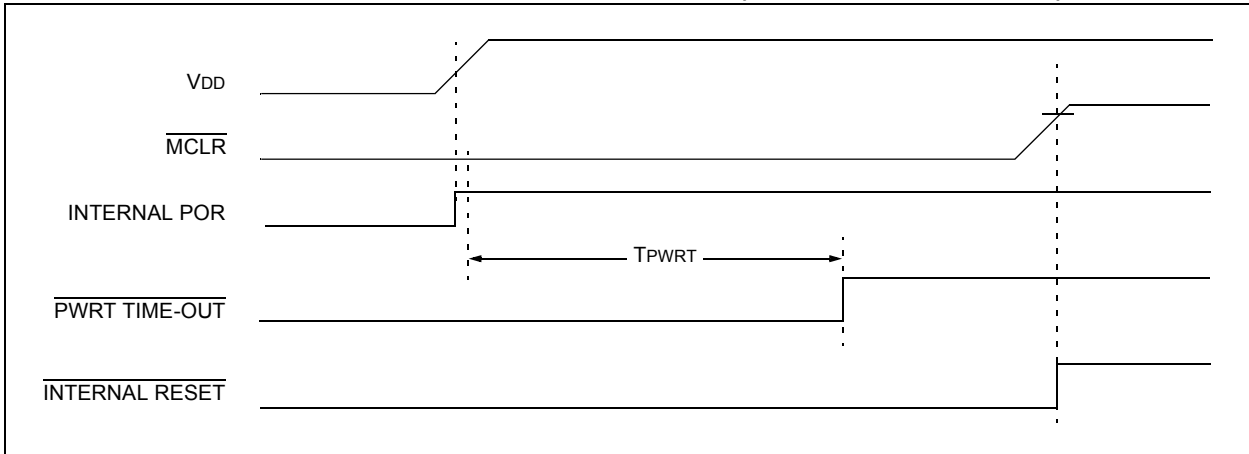 VDD
MCLR
INTERNAL POR
TPWRT
PWRT TIME-OUT
INTERNAL RESET